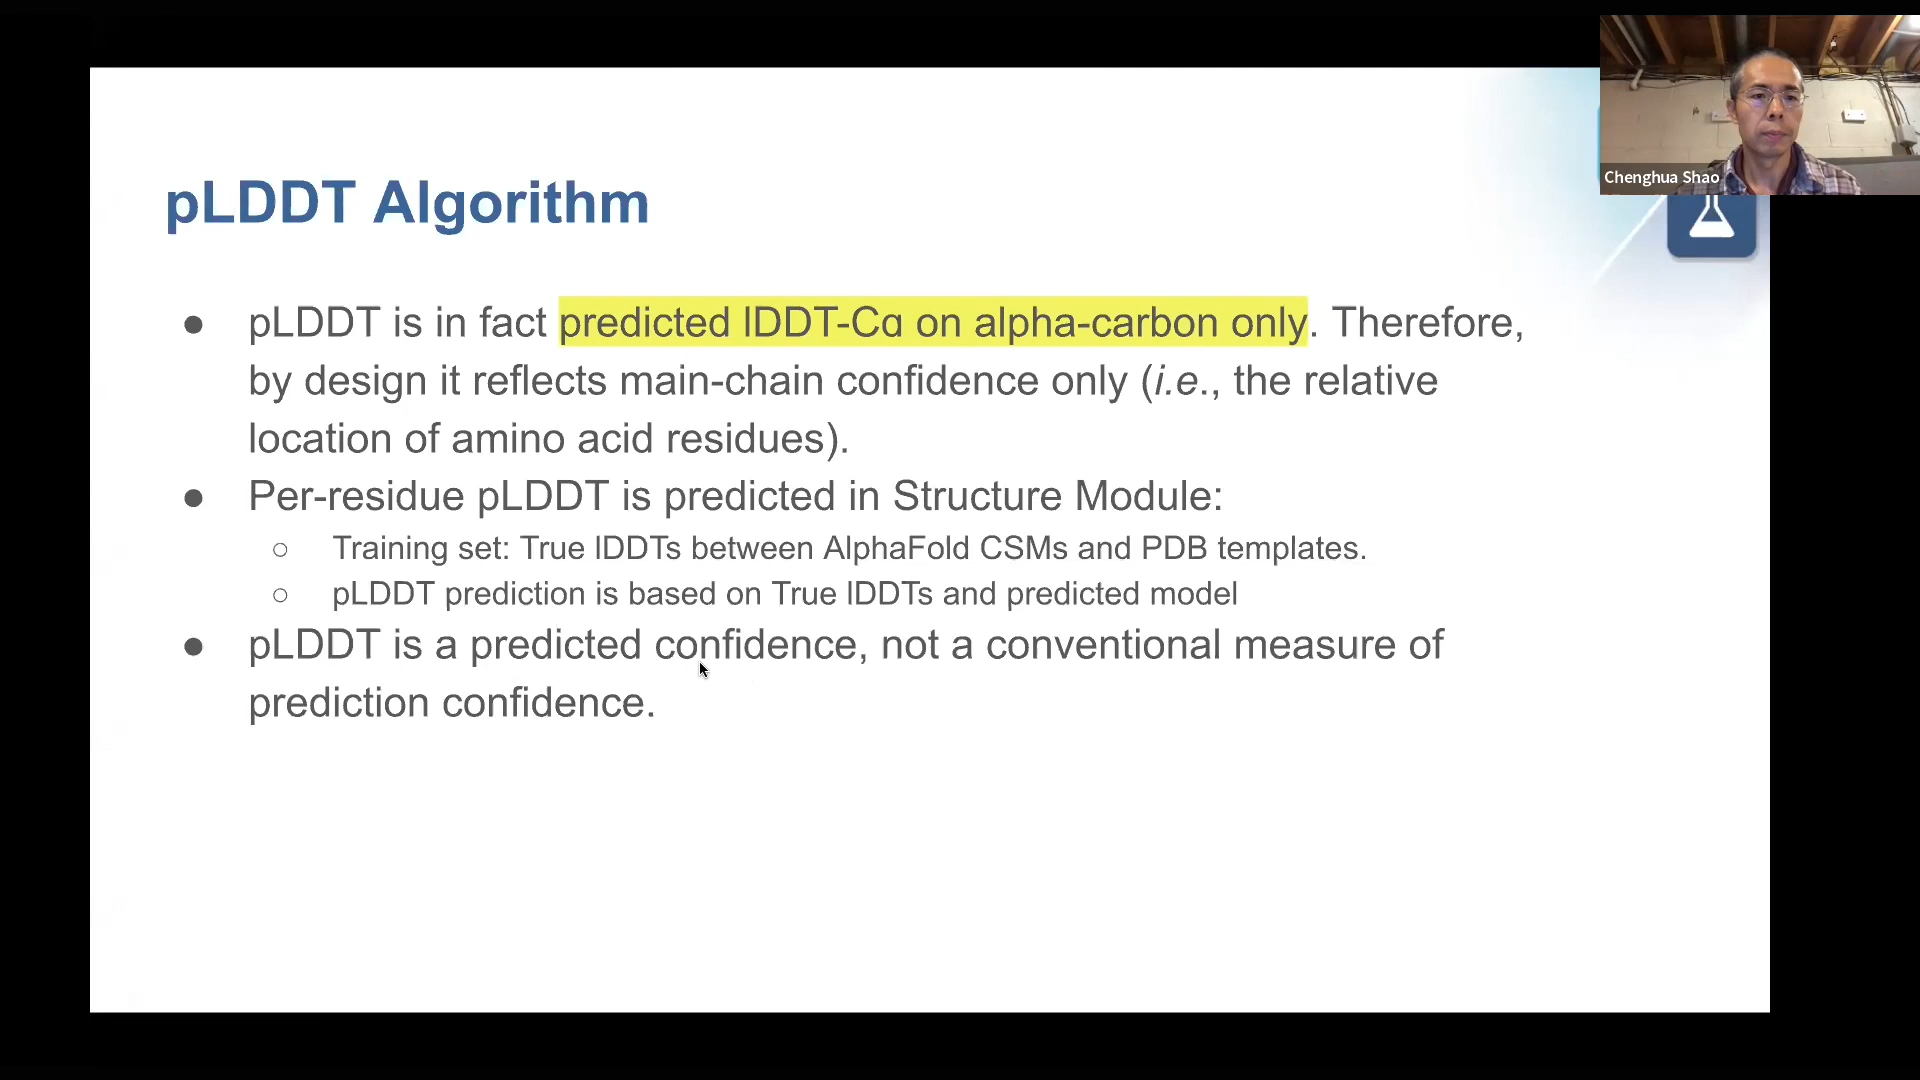 pLDDT Algorithm
● pLDDT is in fact predicted lDDT-Cα on alpha-carbon only. Therefore,
by design it reflects main-chain confidence only (i.e., the relative
location of amino acid residues).
● Per-residue pLDDT is predicted in Structure Module:
○ Training set: True lDDTs between AlphaFold CSMs and PDB templates.
○ pLDDT prediction is based on True lDDTs and predicted model
● pLDDT is a predicted confidence, not a conventional measure of
prediction confidence.
Chenghua Shao